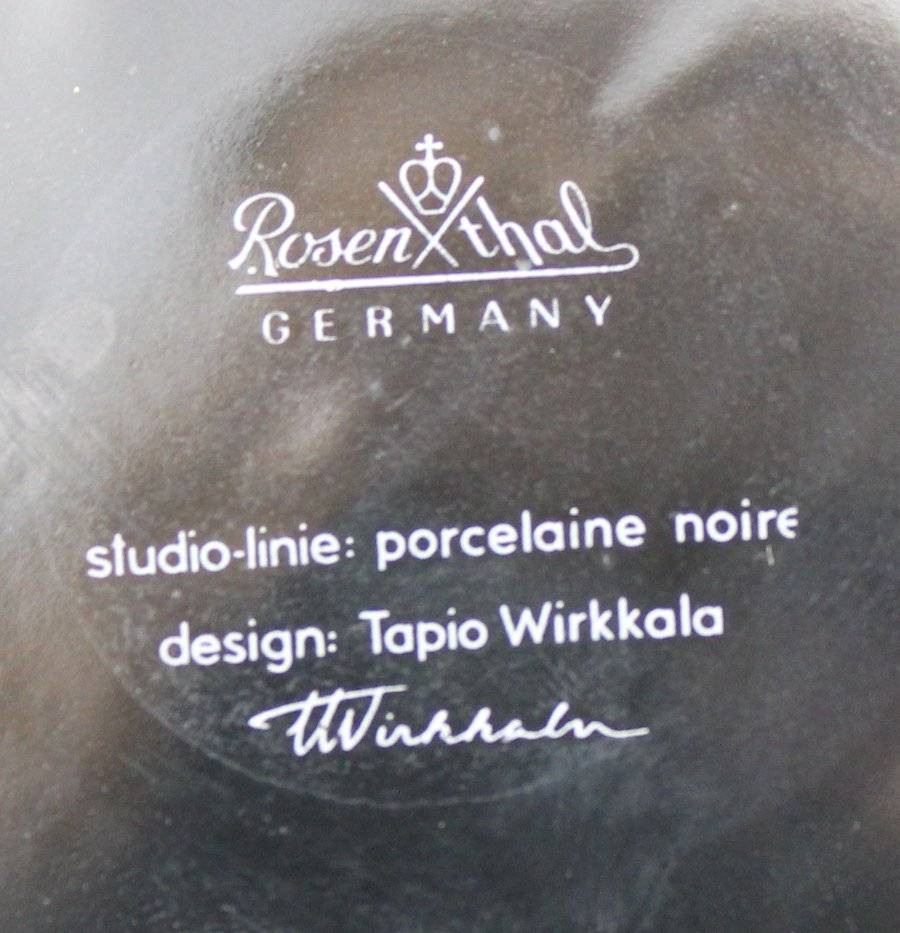 Rosenthal
GERMANY
studio-linie: porcelaine noire
design: Tapio Wirkkala
TWirkkala